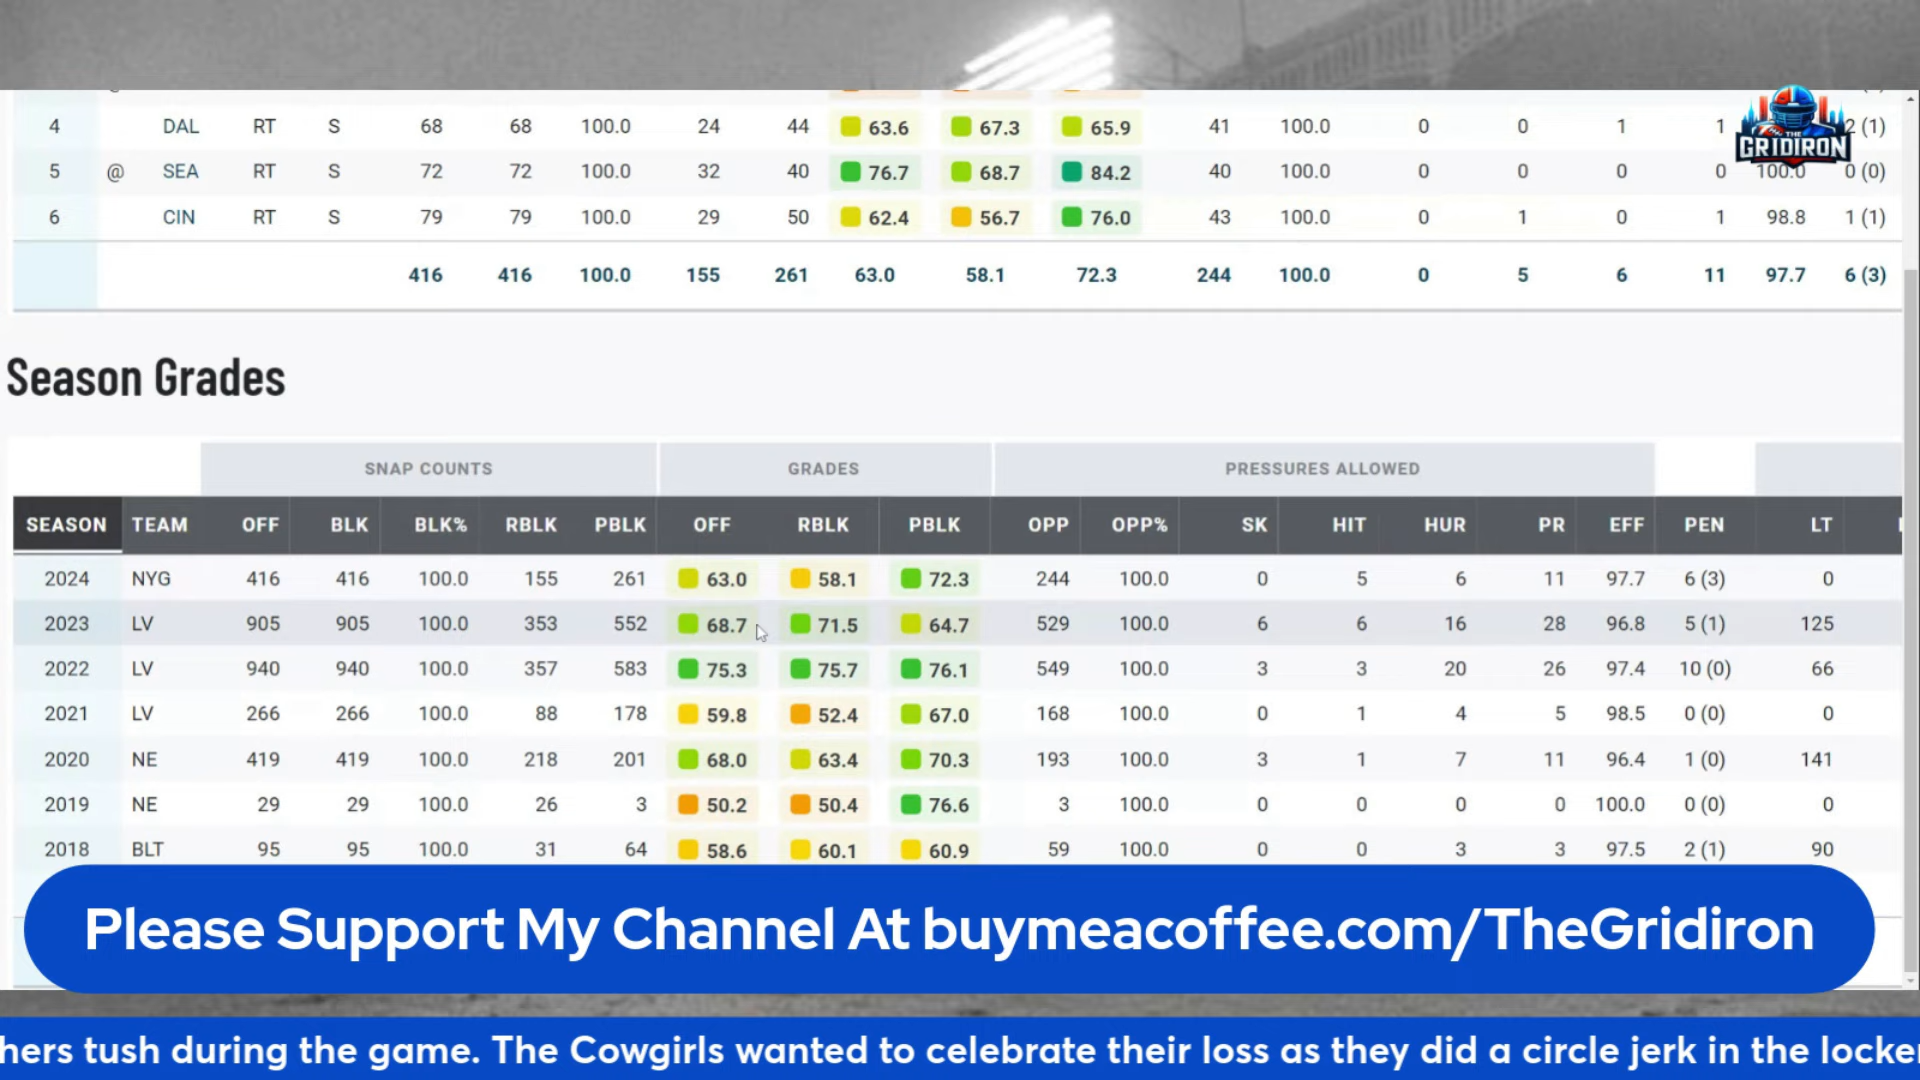 4 DAL RT S 68 68 100.0 24 44 63.6 67.3 65.9 41 100.0 0 0 1 1 2 (1)
THE
GRIDIRON
5 @ SEA RT S 72 72 100.0 32 40 76.7 68.7 84.2 40 100.0 0 0 0 0 100.0 0 (0)
6 CIN RT S 79 79 100.0 29 50 62.4 56.7 76.0 43 100.0 0 1 0 1 98.8 1 (1)
416 416 100.0 155 261 63.0 58.1 72.3 244 100.0 0 5 6 11 97.7 6 (3)
Season Grades
SNAP COUNTS GRADES PRESSURES ALLOWED
SEASON TEAM OFF BLK BLK% RBLK PBLK OFF RBLK PBLK OPP OPP% SK HIT HUR PR EFF PEN LT
2024 NYG 416 416 100.0 155 261 63.0 58.1 72.3 244 100.0 0 5 6 11 97.7 6 (3) 0
2023 LV 905 905 100.0 353 552 68.7 71.5 64.7 529 100.0 6 6 16 28 96.8 5 (1) 125
2022 LV 940 940 100.0 357 583 75.3 75.7 76.1 549 100.0 3 3 20 26 97.4 10 (0) 66
2021 LV 266 266 100.0 88 178 59.8 52.4 67.0 168 100.0 0 1 4 5 98.5 0 (0) 0
2020 NE 419 419 100.0 218 201 68.0 63.4 70.3 193 100.0 3 1 7 11 96.4 1 (0) 141
2019 NE 29 29 100.0 26 3 50.2 50.4 76.6 3 100.0 0 0 0 0 100.0 0 (0) 0
2018 BLT 95 95 100.0 31 64 58.6 60.1 60.9 59 100.0 0 0 3 3 97.5 2 (1) 90
Please Support My Channel At buymeacoffee.com/TheGridiron
hers tush during the game. The Cowgirls wanted to celebrate their loss as they did a circle jerk in the locke